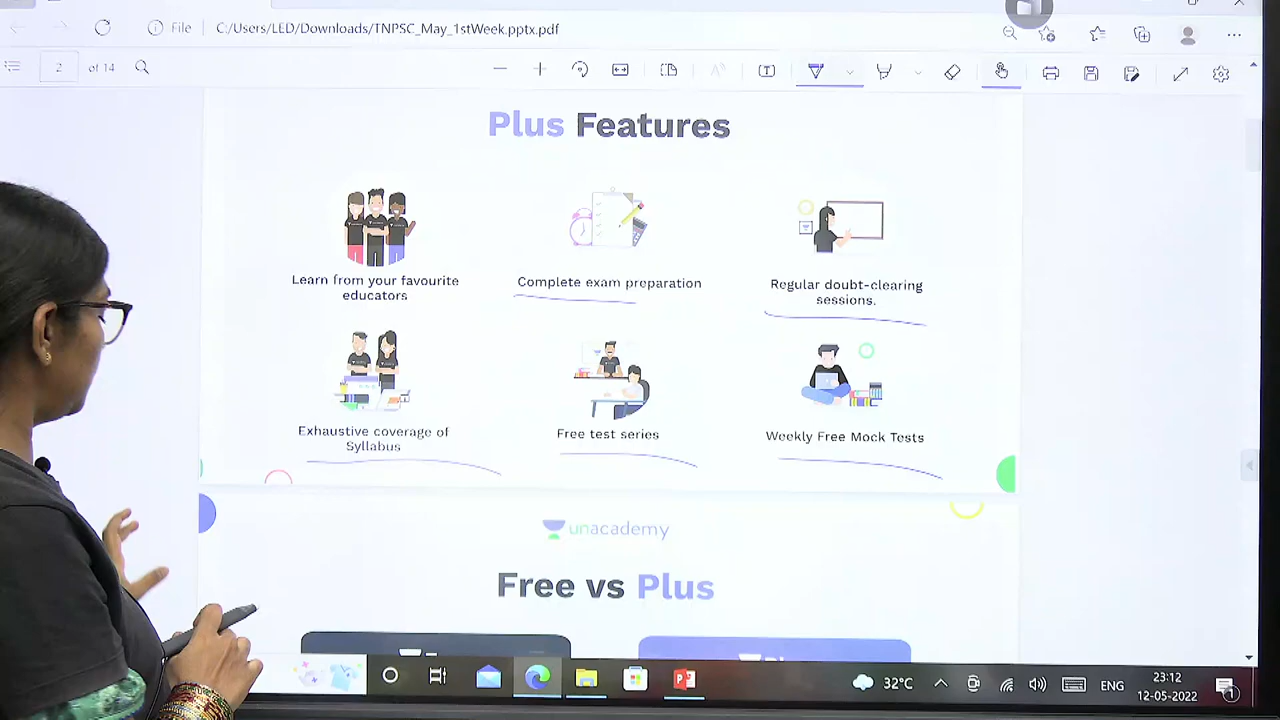 File
C:/Users/LED/Downloads/TNPSC_May_1stWeek.pptx.pdf
2 of 14
Plus Features
Learn from your favourite
educators
Complete exam preparation
Regular doubt-clearing
sessions.
Exhaustive coverage of
Syllabus
Free test series
Weekly Free Mock Tests
unacademy
Free vs Plus
32°C
ENG
23:12
12-05-2022
1